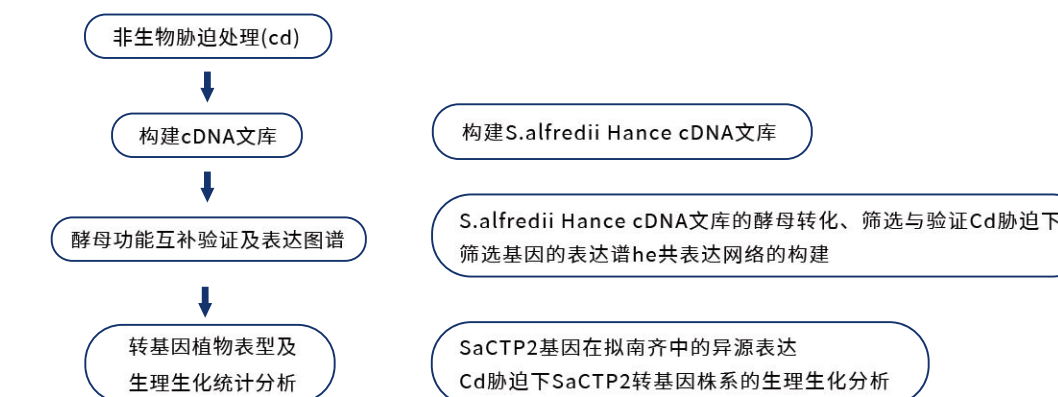 非生物胁迫处理(cd)
构建cDNA文库
构建S.alfredii Hance cDNA文库
酵母功能互补验证及表达图谱
S.alfredii Hance cDNA文库的酵母转化、筛选与验证Cd胁迫下
筛选基因的表达谱he共表达网络的构建
转基因植物表型及
生理生化统计分析
SaCTP2基因在拟南齐中的异源表达
Cd胁迫下SaCTP2转基因株系的生理生化分析